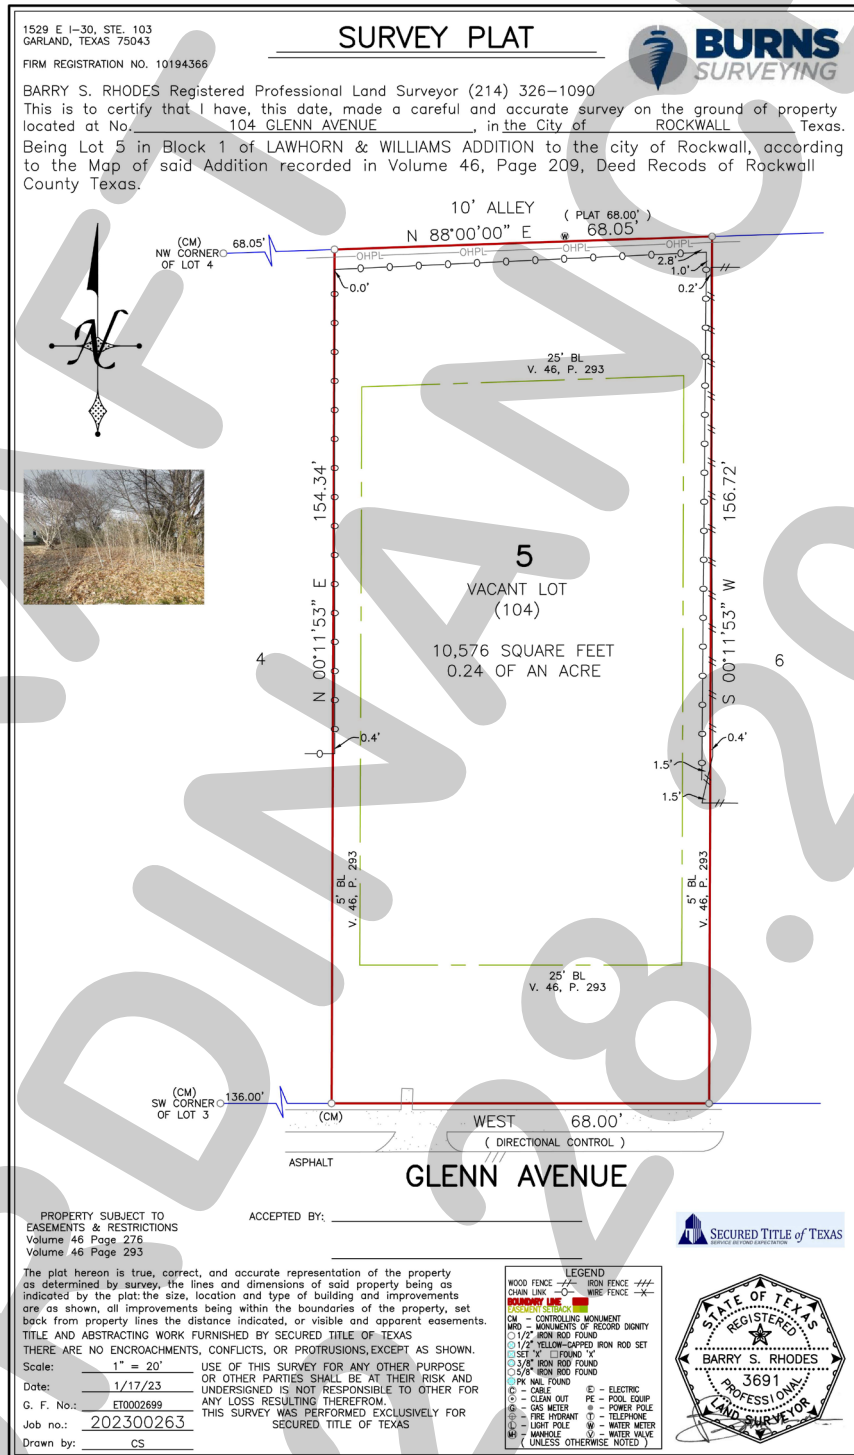 1529 E I-30, STE. 103
GARLAND, TEXAS 75043
FIRM REGISTRATION NO. 10194366
SURVEY PLAT
BURNS
SURVEYING
BARRY S. RHODES Registered Professional Land Surveyor (214) 326-1090
This is to certify that I have, this date, made a careful and accurate survey on the ground of property
located at No. 104 GLENN AVENUE, in the City of ROCKWALL Texas.
Being Lot 5 in Block 1 of LAWHORN & WILLIAMS ADDITION to the city of Rockwall, according
to the Map of said Addition recorded in Volume 46, Page 209, Deed Recods of Rockwall
County Texas.
10' ALLEY
( PLAT 68.00' )
N 88°00'00" E 68.05'
(CM)
NW CORNER
OF LOT 4
68.05'
W
OHPL OHPL OHPL OHPL
2.8'
1.0'
0.2'
0.0'
N
25' BL
V. 46, P. 293
N 00°11'53" E 154.34'
S 00°11'53" W 156.72'
5
VACANT LOT
(104)
10,576 SQUARE FEET
0.24 OF AN ACRE
4
6
0.4'
0.4'
1.5'
1.5'
5' BL
V. 46, P. 293
5' BL
V. 46, P. 293
25' BL
V. 46, P. 293
(CM)
SW CORNER
OF LOT 3
136.00'
(CM)
WEST 68.00'
( DIRECTIONAL CONTROL )
ASPHALT
GLENN AVENUE
PROPERTY SUBJECT TO
EASEMENTS & RESTRICTIONS
Volume 46 Page 276
Volume 46 Page 293
ACCEPTED BY:
SECURED TITLE of TEXAS
SERVICE BEYOND EXPECTATION
The plat hereon is true, correct, and accurate representation of the property
as determined by survey, the lines and dimensions of said property being as
indicated by the plat: the size, location and type of building and improvements
are as shown, all improvements being within the boundaries of the property, set
back from property lines the distance indicated, or visible and apparent easements.
TITLE AND ABSTRACTING WORK FURNISHED BY SECURED TITLE OF TEXAS
THERE ARE NO ENCROACHMENTS, CONFLICTS, OR PROTRUSIONS, EXCEPT AS SHOWN.
Scale: 1" = 20'
Date: 1/17/23
G. F. No.: ET0002699
Job no.: 202300263
Drawn by: CS
USE OF THIS SURVEY FOR ANY OTHER PURPOSE
OR OTHER PARTIES SHALL BE AT THEIR RISK AND
UNDERSIGNED IS NOT RESPONSIBLE TO OTHER FOR
ANY LOSS RESULTING THEREFROM.
THIS SURVEY WAS PERFORMED EXCLUSIVELY FOR
SECURED TITLE OF TEXAS
LEGEND
WOOD FENCE IRON FENCE
CHAIN LINK WIRE FENCE
BOUNDARY LINE
EASEMENT/SETBACK
CM - CONTROLLING MONUMENT
MRD - MONUMENTS OF RECORD DIGNITY
1/2" IRON ROD FOUND
1/2" YELLOW-CAPPED IRON ROD SET
SET 'X' FOUND 'X'
3/8" IRON ROD FOUND
5/8" IRON ROD FOUND
PK NAIL FOUND
C - CABLE E - ELECTRIC
- CLEAN OUT PE - POOL EQUIP
G - GAS METER - POWER POLE
- FIRE HYDRANT T - TELEPHONE
L - LIGHT POLE W - WATER METER
MH - MANHOLE V - WATER VALVE
( UNLESS OTHERWISE NOTED )
STATE OF TEXAS
REGISTERED
BARRY S. RHODES
3691
PROFESSIONAL
LAND SURVEYOR